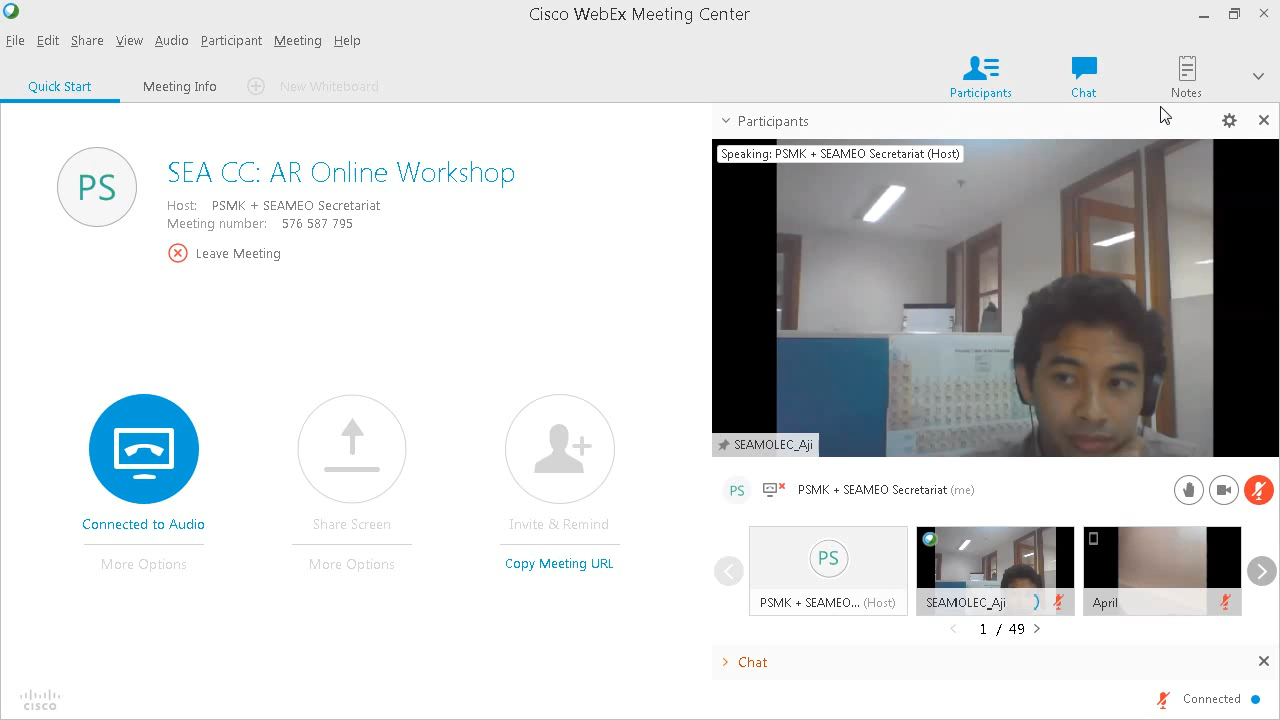 Cisco WebEx Meeting Center
File Edit Share View Audio Participant Meeting Help
Quick Start Meeting Info New Whiteboard
Participants Chat Notes
PS
SEA CC: AR Online Workshop
Host: PSMK + SEAMEO Secretariat
Meeting number: 576 587 795
Leave Meeting
Connected to Audio Share Screen Invite & Remind
More Options More Options Copy Meeting URL
cisco
Participants
Speaking: PSMK + SEAMEO Secretariat (Host)
SEAMOLEC_Aji
PS PSMK + SEAMEO Secretariat (me)
PS
PSMK + SEAMEO... (Host) SEAMOLEC_Aji April
1 / 49
Chat
Connected